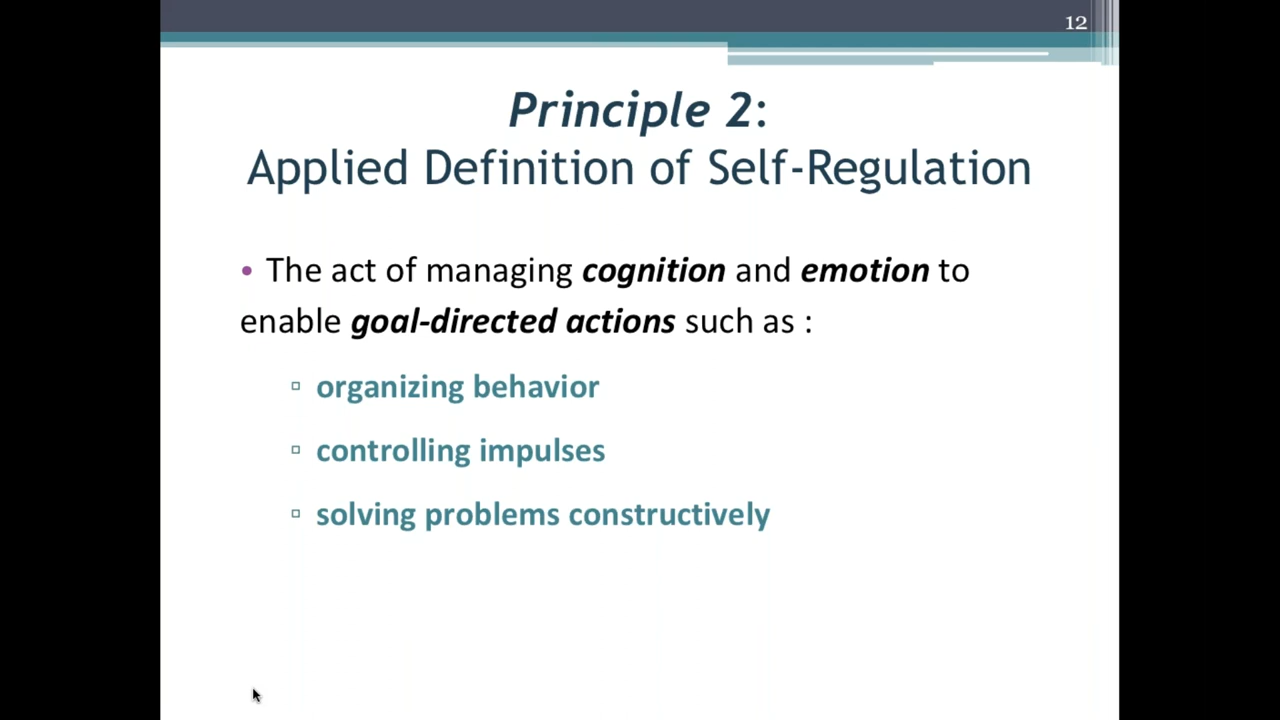 12
Principle 2:
Applied Definition of Self-Regulation
• The act of managing cognition and emotion to
enable goal-directed actions such as :
▫ organizing behavior
▫ controlling impulses
▫ solving problems constructively